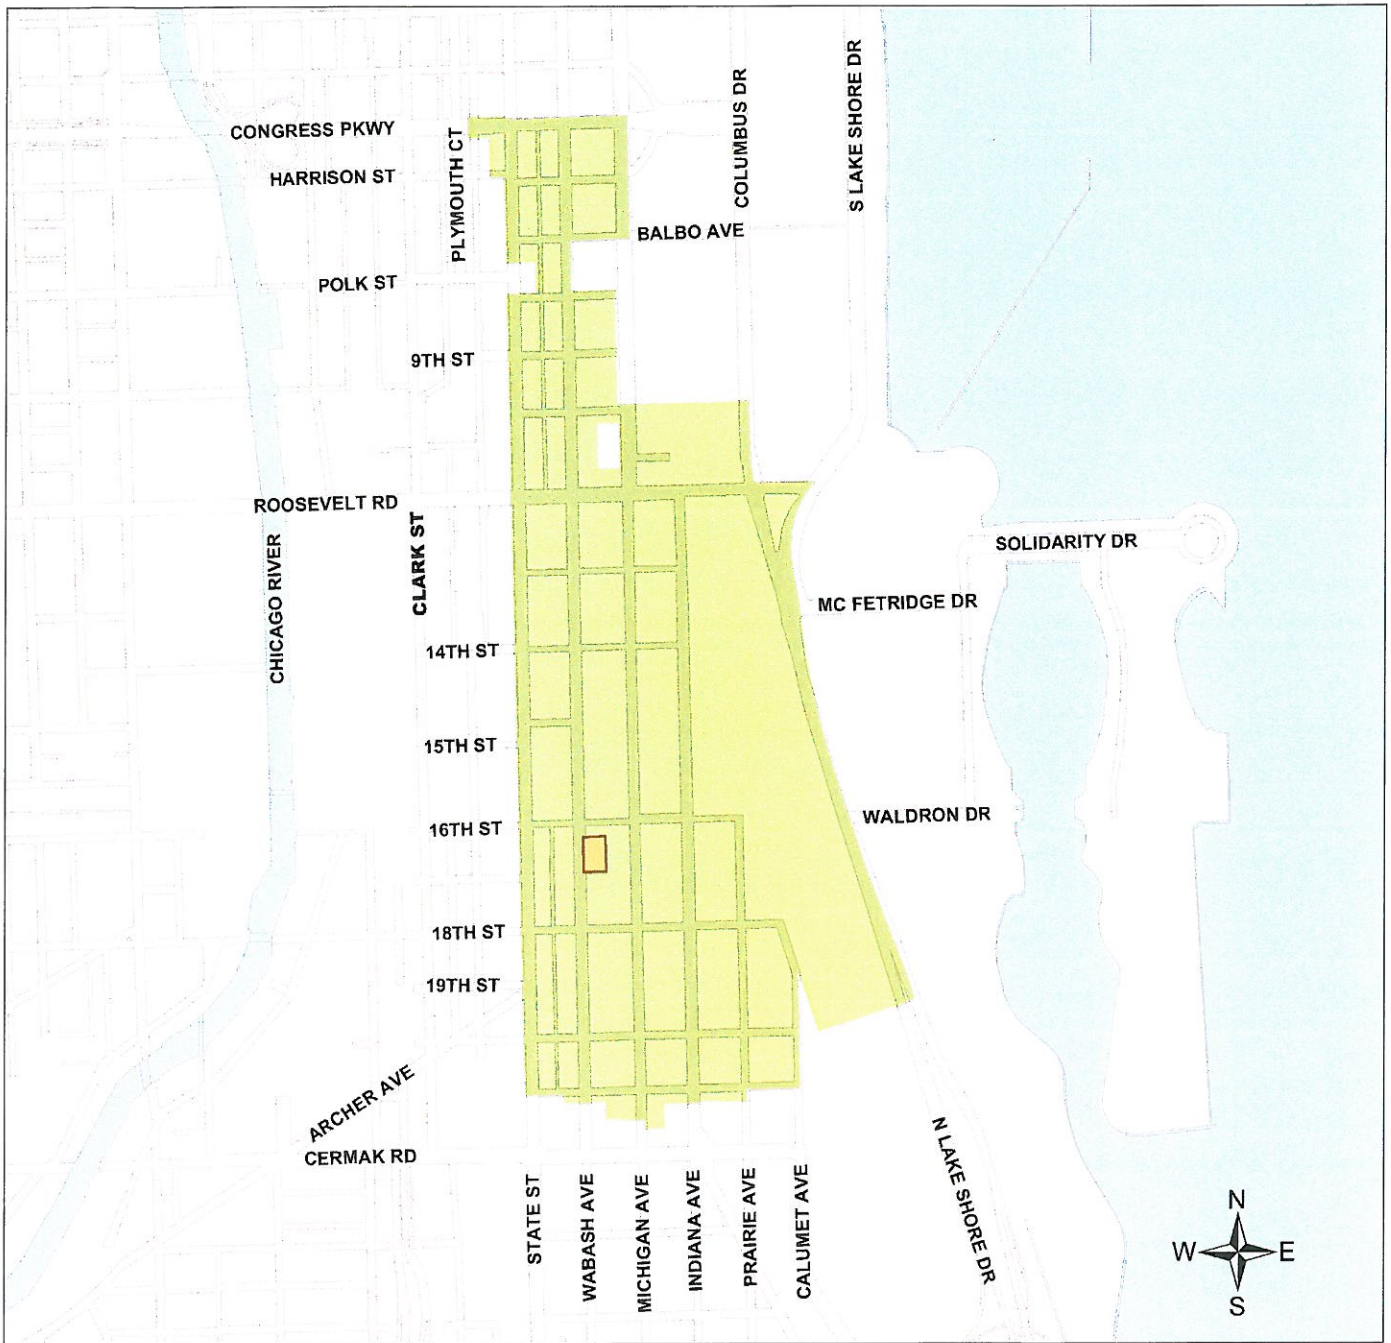 S LAKE SHORE DR
COLUMBUS DR
CONGRESS PKWY
PLYMOUTH CT
HARRISON ST
BALBO AVE
POLK ST
9TH ST
ROOSEVELT RD
CLARK ST
SOLIDARITY DR
CHICAGO RIVER
MC FETRIDGE DR
14TH ST
15TH ST
WALDRON DR
16TH ST
18TH ST
19TH ST
ARCHER AVE
CERMAK RD
STATE ST
WABASH AVE
MICHIGAN AVE
INDIANA AVE
PRAIRIE AVE
CALUMET AVE
N LAKE SHORE DR
N
W E
S